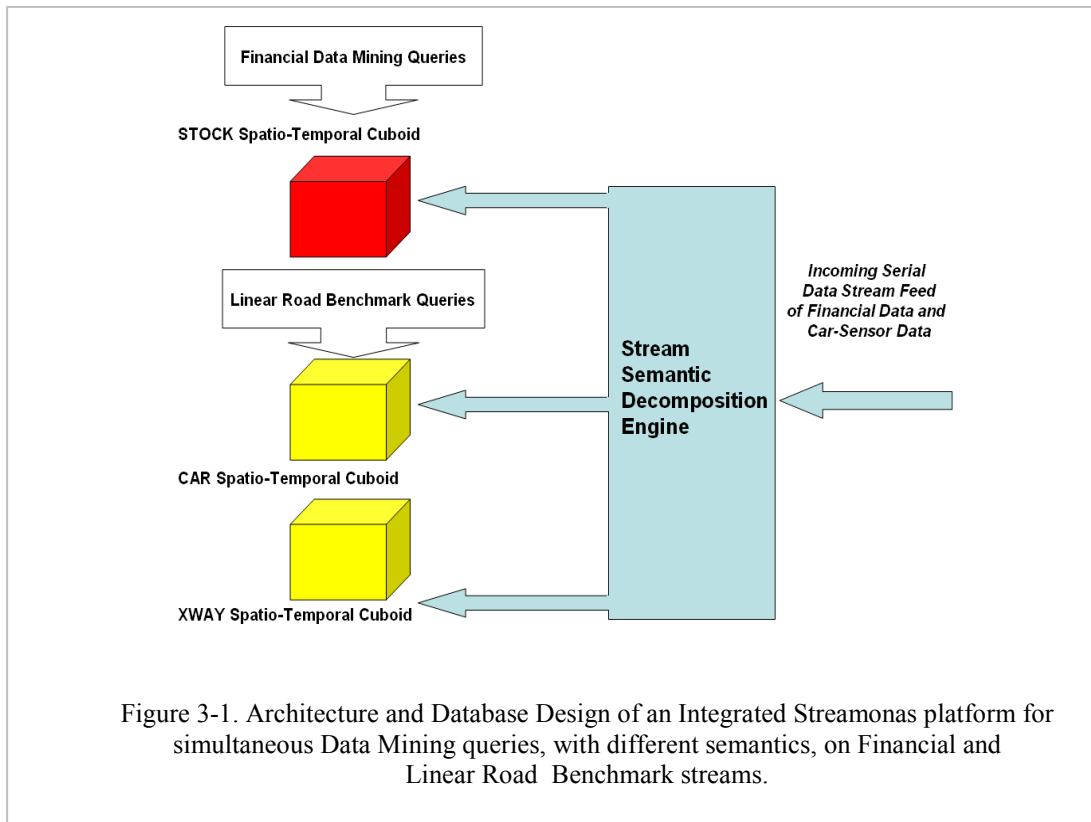 Financial Data Mining Queries
STOCK Spatio-Temporal Cuboid
Linear Road Benchmark Queries
CAR Spatio-Temporal Cuboid
XWAY Spatio-Temporal Cuboid
Stream
Semantic
Decomposition
Engine
Incoming Serial
Data Stream Feed
of Financial Data and
Car-Sensor Data
Figure 3-1. Architecture and Database Design of an Integrated Streamonas platform for
simultaneous Data Mining queries, with different semantics, on Financial and
Linear Road Benchmark streams.